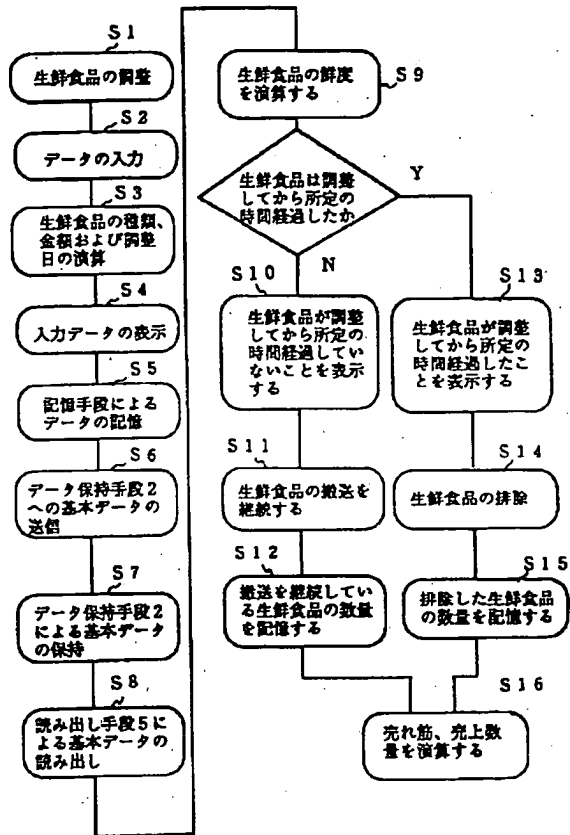 S1
生鮮食品の調整
S2
データの入力
S3
生鮮食品の種類、
金額および調整
日の演算
S4
入力データの表示
S5
記憶手段による
データの記憶
S6
データ保持手段2
への基本データの
送信
S7
データ保持手段2
による基本データ
の保持
S8
読み出し手段5に
よる基本データの
読み出し
S9
生鮮食品の鮮度
を演算する
生鮮食品は調整
してから所定の
時間経過したか
Y
N
S10
生鮮食品が調整
してから所定の
時間経過してい
ないことを表示
する
S11
生鮮食品の搬送を
継続する
S12
搬送を継続してい
る生鮮食品の数量
を記憶する
S13
生鮮食品が調整
してから所定の
時間経過したこ
とを表示する
S14
生鮮食品の排除
S15
排除した生鮮食品
の数量を記憶する
S16
売れ筋、売上数
量を演算する